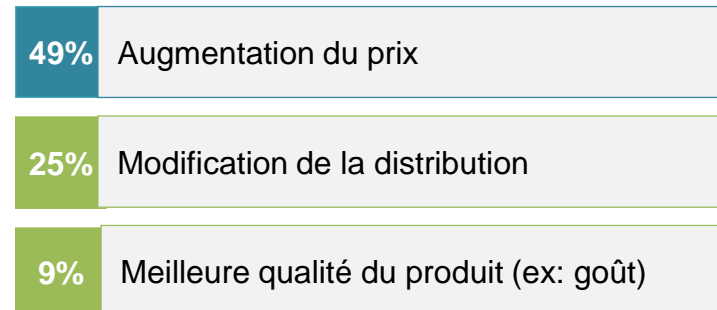 49% Augmentation du prix
25% Modification de la distribution
9% Meilleure qualité du produit (ex: goût)